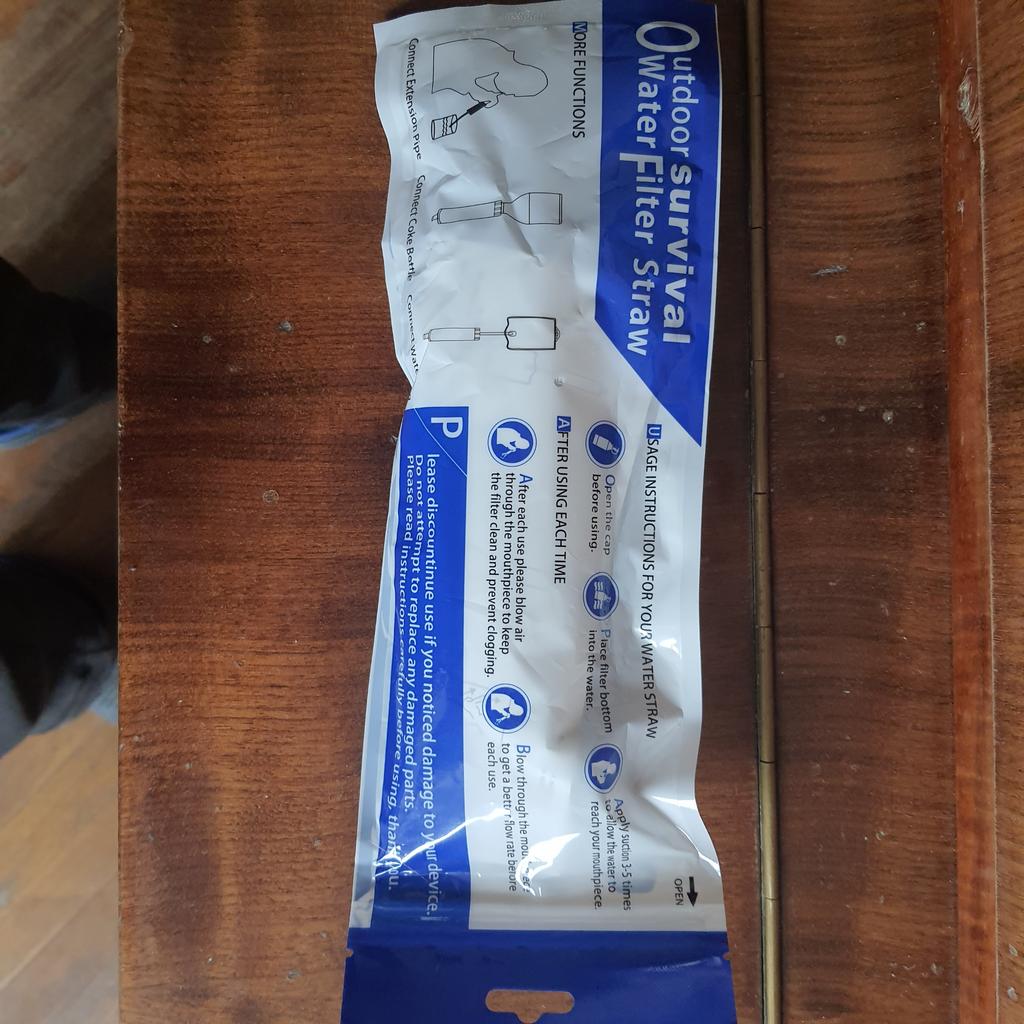 Outdoor survival
Water Filter Straw
MORE FUNCTIONS
Connect Extension Pipe
Connect Coke Bottle
Connect
USAGE INSTRUCTIONS FOR YOUR WATER STRAW
Open the cap
before using.
Place filter bottom
into the water.
Apply suction 3-5 times
to allow the water to
reach your mouthpiece.
AFTER USING EACH TIME
After each use please blow air
through the mouthpiece to keep
the filter clean and prevent clogging.
Blow through the
to get a better flow rate before
each use.
Please discountinue use if you noticed damage to your device.
Do not attempt to replace any damaged parts.
Please read instructions carefully before using, thank you.
OPEN